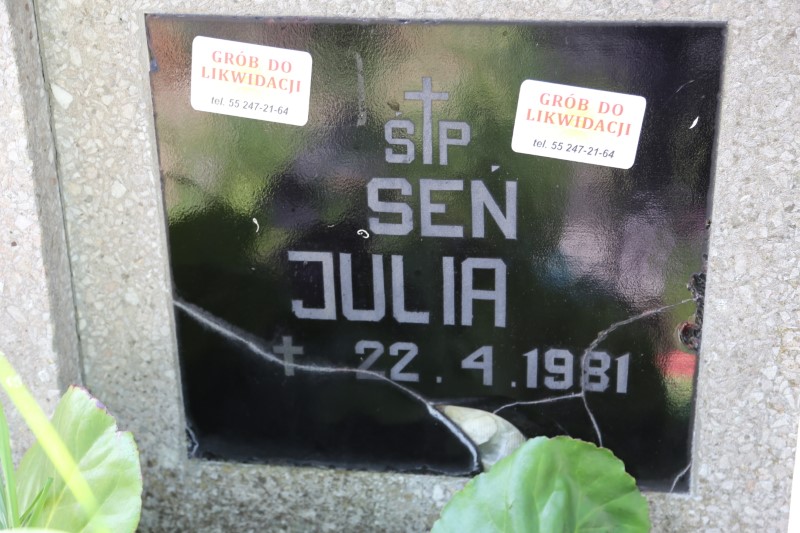 GRÓB DO
LIKWIDACJI
tel. 55 247-21-64
GRÓB DO
LIKWIDACJI
tel. 55 247-21-64
Ś†P
SEŃ
JULIA
† 22.4.1981